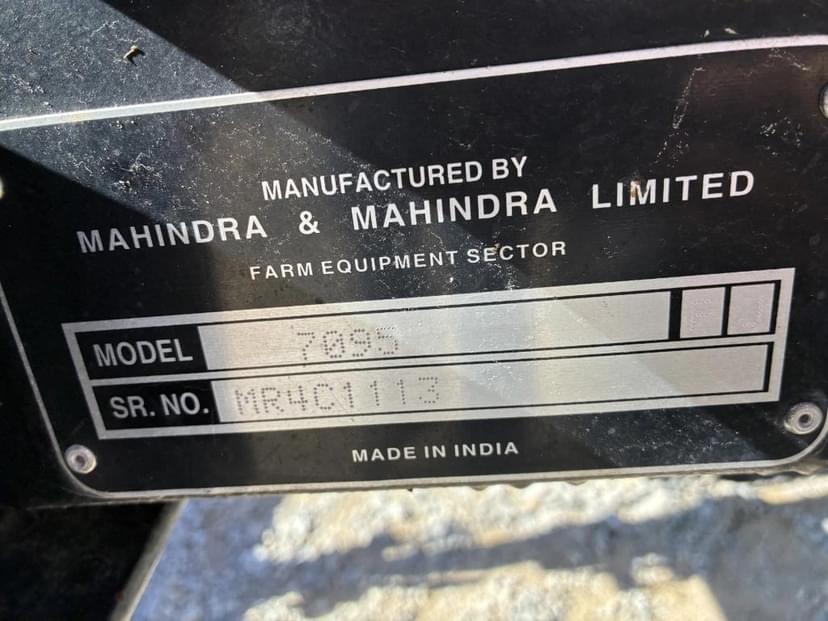 MANUFACTURED BY
MAHINDRA & MAHINDRA LIMITED
FARM EQUIPMENT SECTOR
MODEL 7095
SR. NO. MR4C1113
MADE IN INDIA